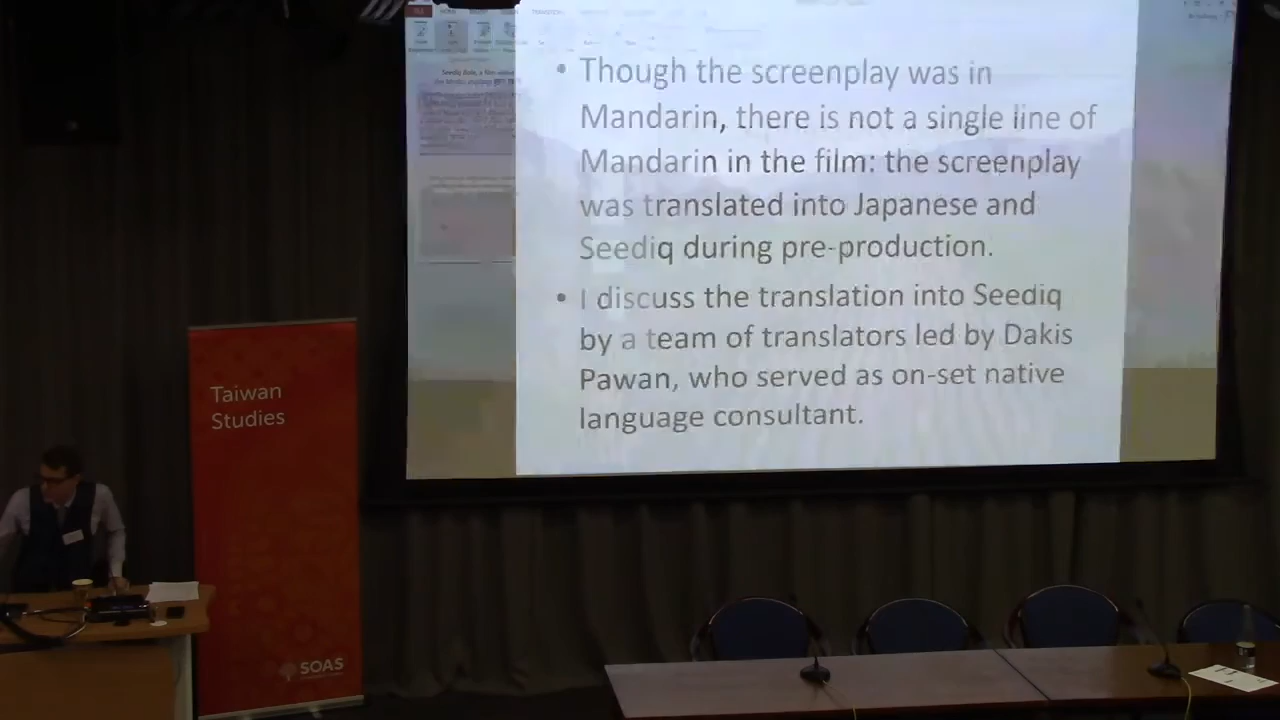 Though the screenplay was in
Mandarin, there is not a single line of
Mandarin in the film: the screenplay
was translated into Japanese and
Seediq during pre-production.
I discuss the translation into Seediq
by a team of translators led by Dakis
Pawan, who served as on-set native
language consultant.
Taiwan
Studies
SOAS